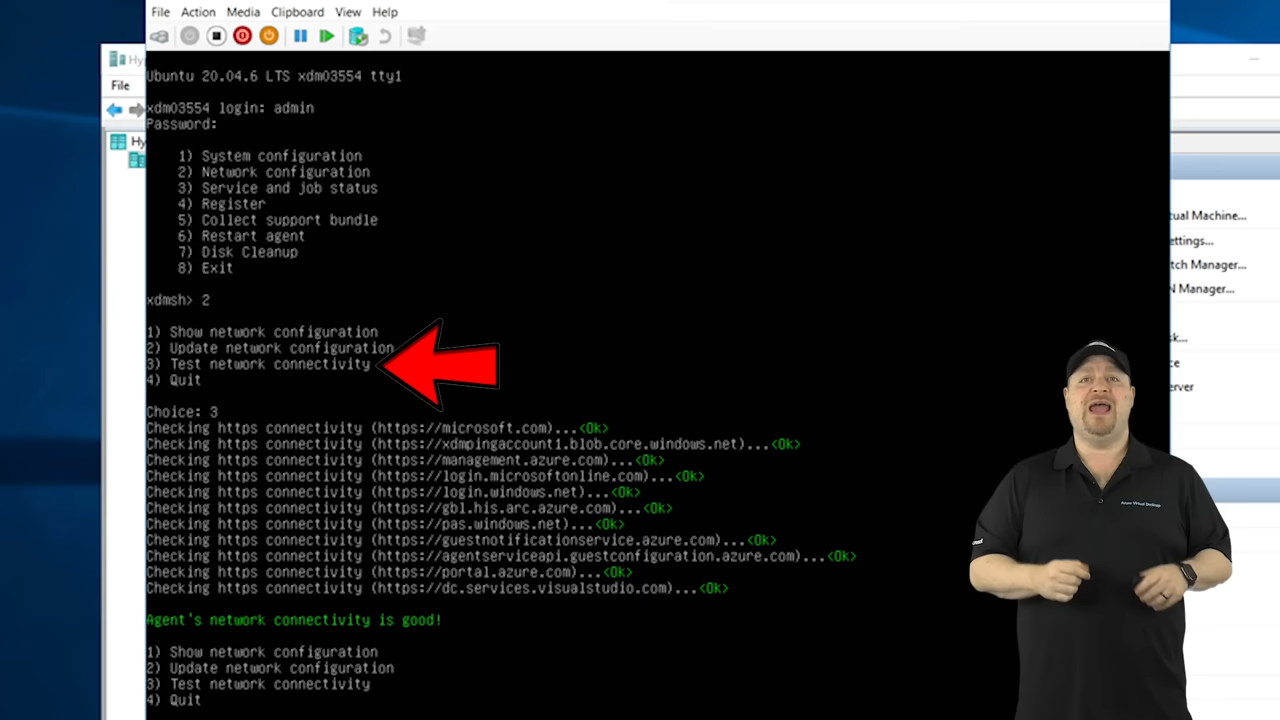 File Action Media Clipboard View Help
Hy
File
Hy
Ubuntu 20.04.6 LTS xdm03554 tty1
xdm03554 login: admin
Password:
1) System configuration
2) Network configuration
3) Service and job status
4) Register
5) Collect support bundle
6) Restart agent
7) Disk Cleanup
8) Exit
xdmsh> 2
1) Show network configuration
2) Update network configuration
3) Test network connectivity
4) Quit
Choice: 3
Checking https connectivity (https://microsoft.com)...<Ok>
Checking https connectivity (https://xdmpingaccount1.blob.core.windows.net)...<Ok>
Checking https connectivity (https://management.azure.com)...<Ok>
Checking https connectivity (https://login.microsoftonline.com)...<Ok>
Checking https connectivity (https://login.windows.net)...<Ok>
Checking https connectivity (https://gbl.his.arc.azure.com)...<Ok>
Checking https connectivity (https://pas.windows.net)...<Ok>
Checking https connectivity (https://guestnotificationservice.azure.com)...<Ok>
Checking https connectivity (https://agentserviceapi.guestconfiguration.azure.com)...<Ok>
Checking https connectivity (https://portal.azure.com)...<Ok>
Checking https connectivity (https://dc.services.visualstudio.com)...<Ok>
Agent's network connectivity is good!
1) Show network configuration
2) Update network configuration
3) Test network connectivity
4) Quit
tual Machine...
ettings...
tch Manager...
N Manager...
k...
ce
erver
Azure Virtual Desktop